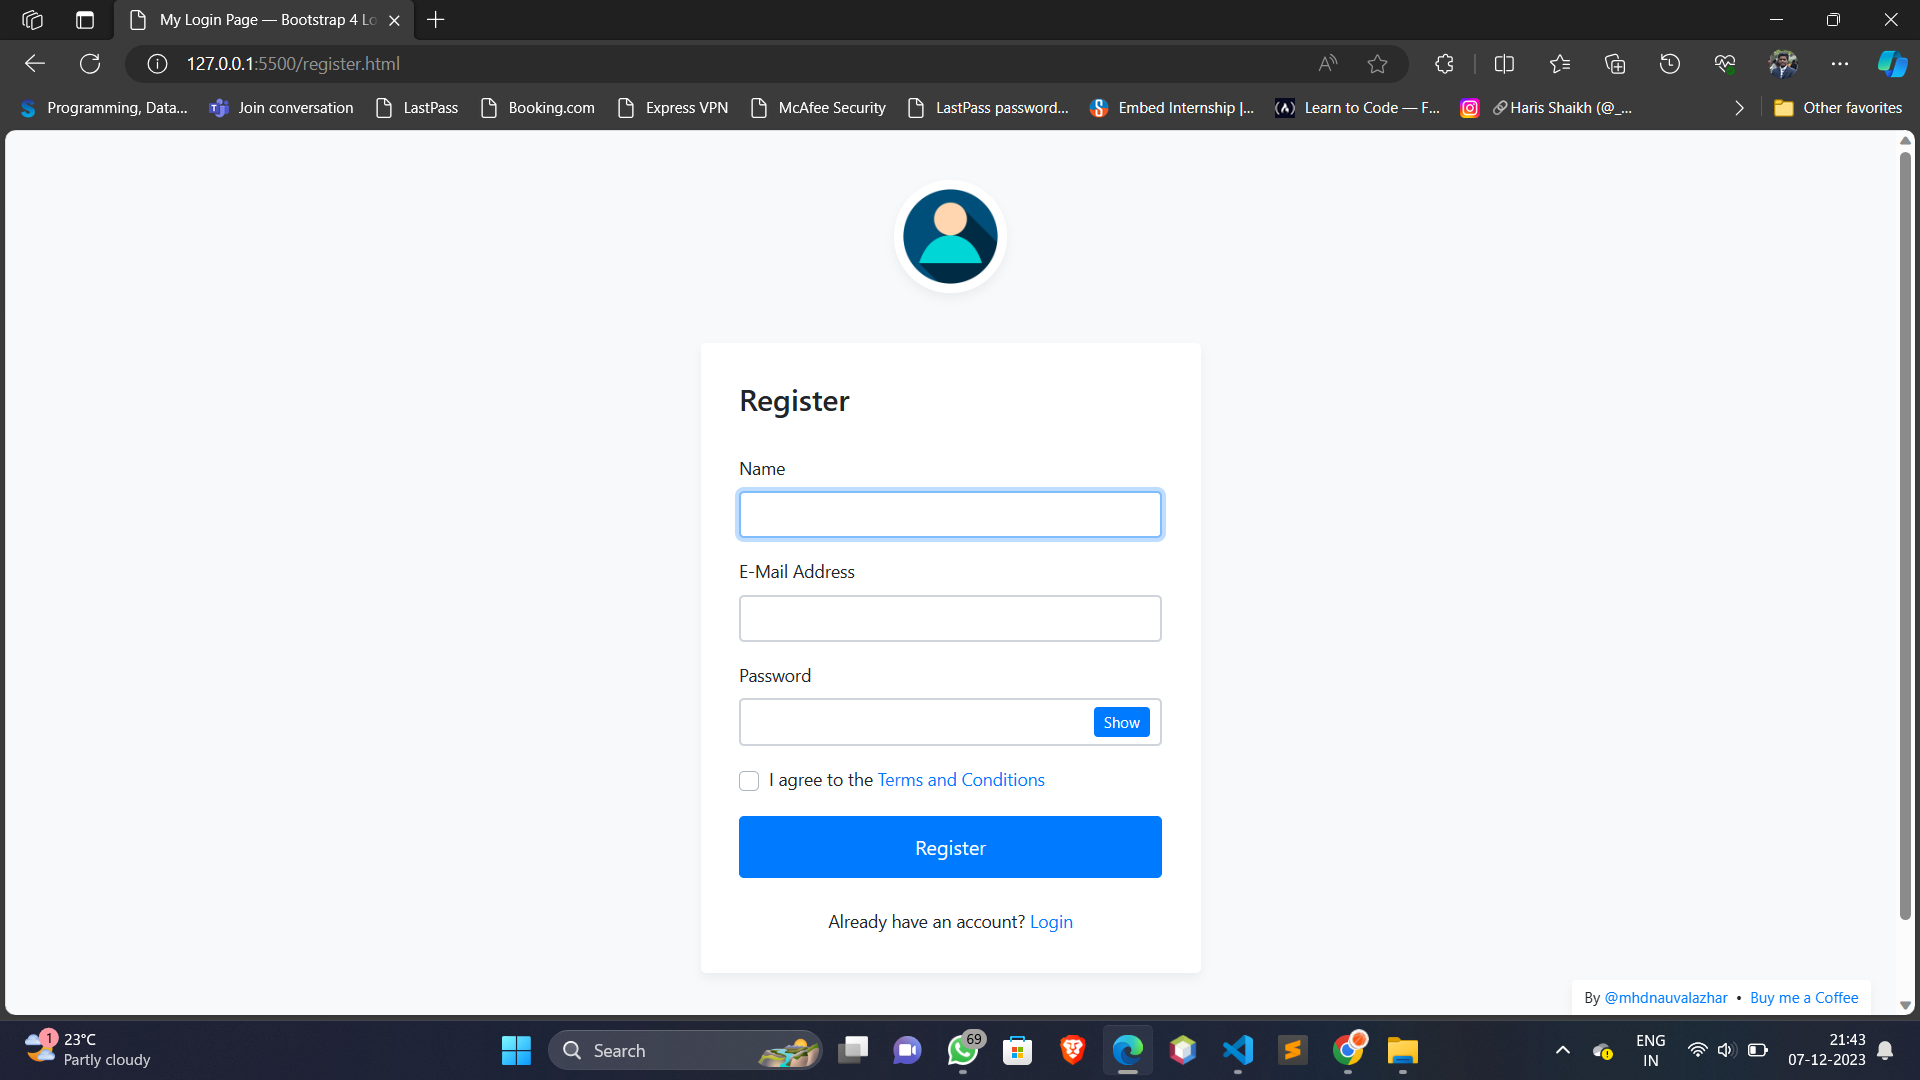 My Login Page — Bootstrap 4 Lo
127.0.0.1:5500/register.html
Programming, Data...
Join conversation
LastPass
Booking.com
Express VPN
McAfee Security
LastPass password...
Embed Internship |...
Learn to Code — F...
Haris Shaikh (@_...
Other favorites
Register
Name
E-Mail Address
Password
Show
I agree to the Terms and Conditions
Register
Already have an account? Login
By @mhdnauvalazhar • Buy me a Coffee
1
23°C
Partly cloudy
Search
69
ENG
IN
21:43
07-12-2023